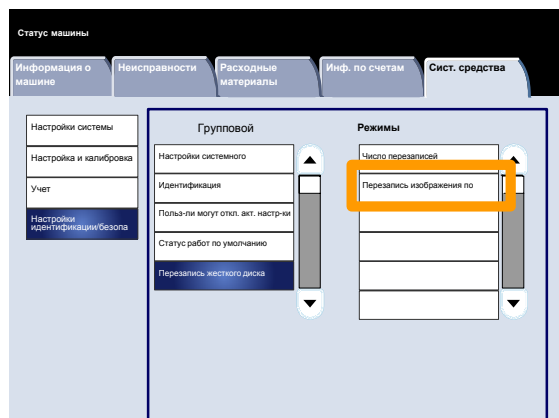 Статус машины
Информация о
машине
Неисправности
Расходные
материалы
Инф. по счетам
Сист. средства
Настройки системы
Настройка и калибровка
Учет
Настройки
идентификации/безопа
Групповой
Настройки системного
Идентификация
Польз-ли могут откл. акт. настр-ки
Статус работ по умолчанию
Перезапись жесткого диска
Режимы
Число перезаписей
Перезапись изображения по